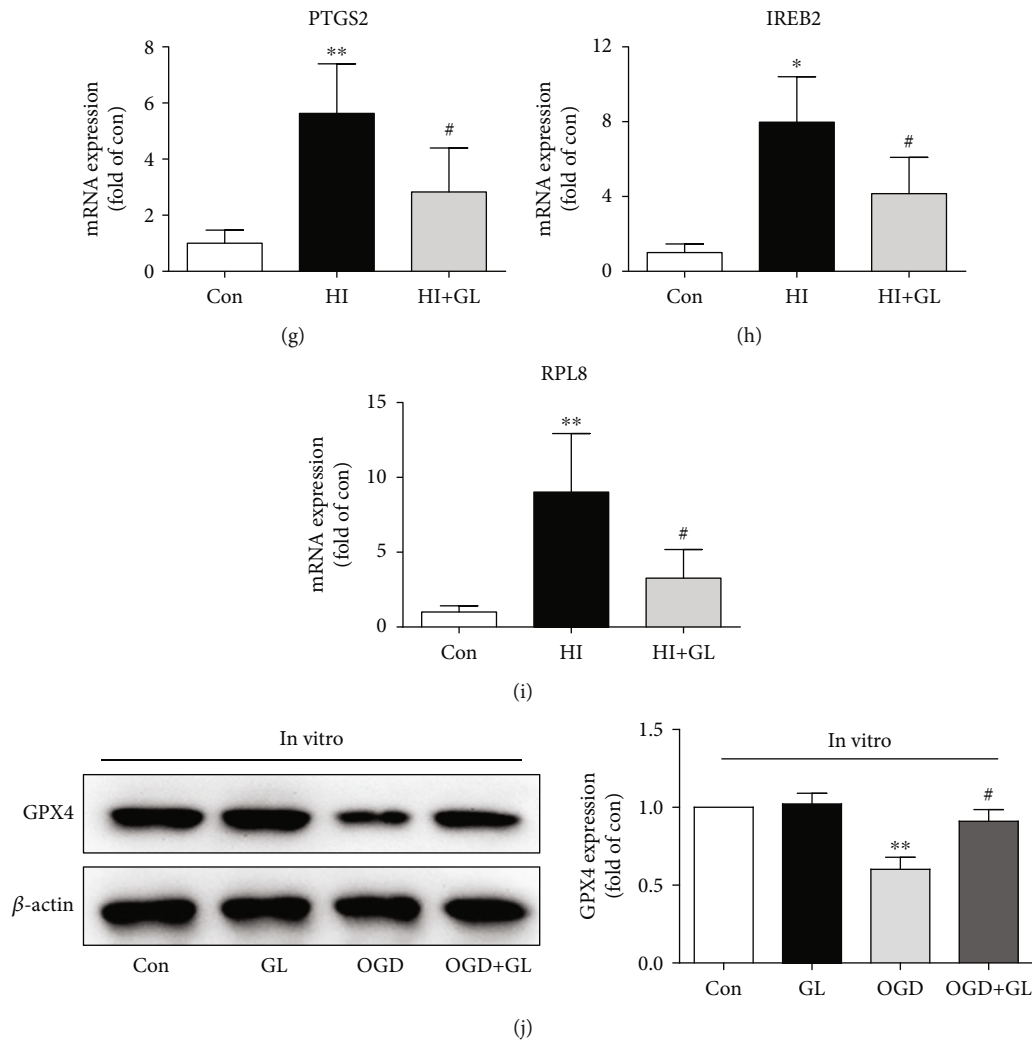 PTGS2
mRNA expression
(fold of con)
8
6
4
2
0
**
#
Con HI HI+GL
(g)
IREB2
mRNA expression
(fold of con)
12
8
4
0
*
#
Con HI HI+GL
(h)
RPL8
mRNA expression
(fold of con)
15
10
5
0
**
#
Con HI HI+GL
(i)
In vitro
GPX4
β-actin
Con GL OGD OGD+GL
GPX4 expression
(fold of con)
1.5
1.0
0.5
0.0
In vitro
**
#
Con GL OGD OGD+GL
(j)